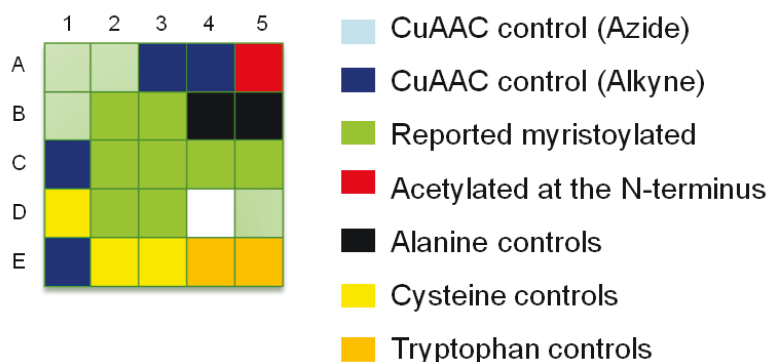 1 2 3 4 5
A
B
C
D
E
CuAAC control (Azide)
CuAAC control (Alkyne)
Reported myristoylated
Acetylated at the N-terminus
Alanine controls
Cysteine controls
Tryptophan controls